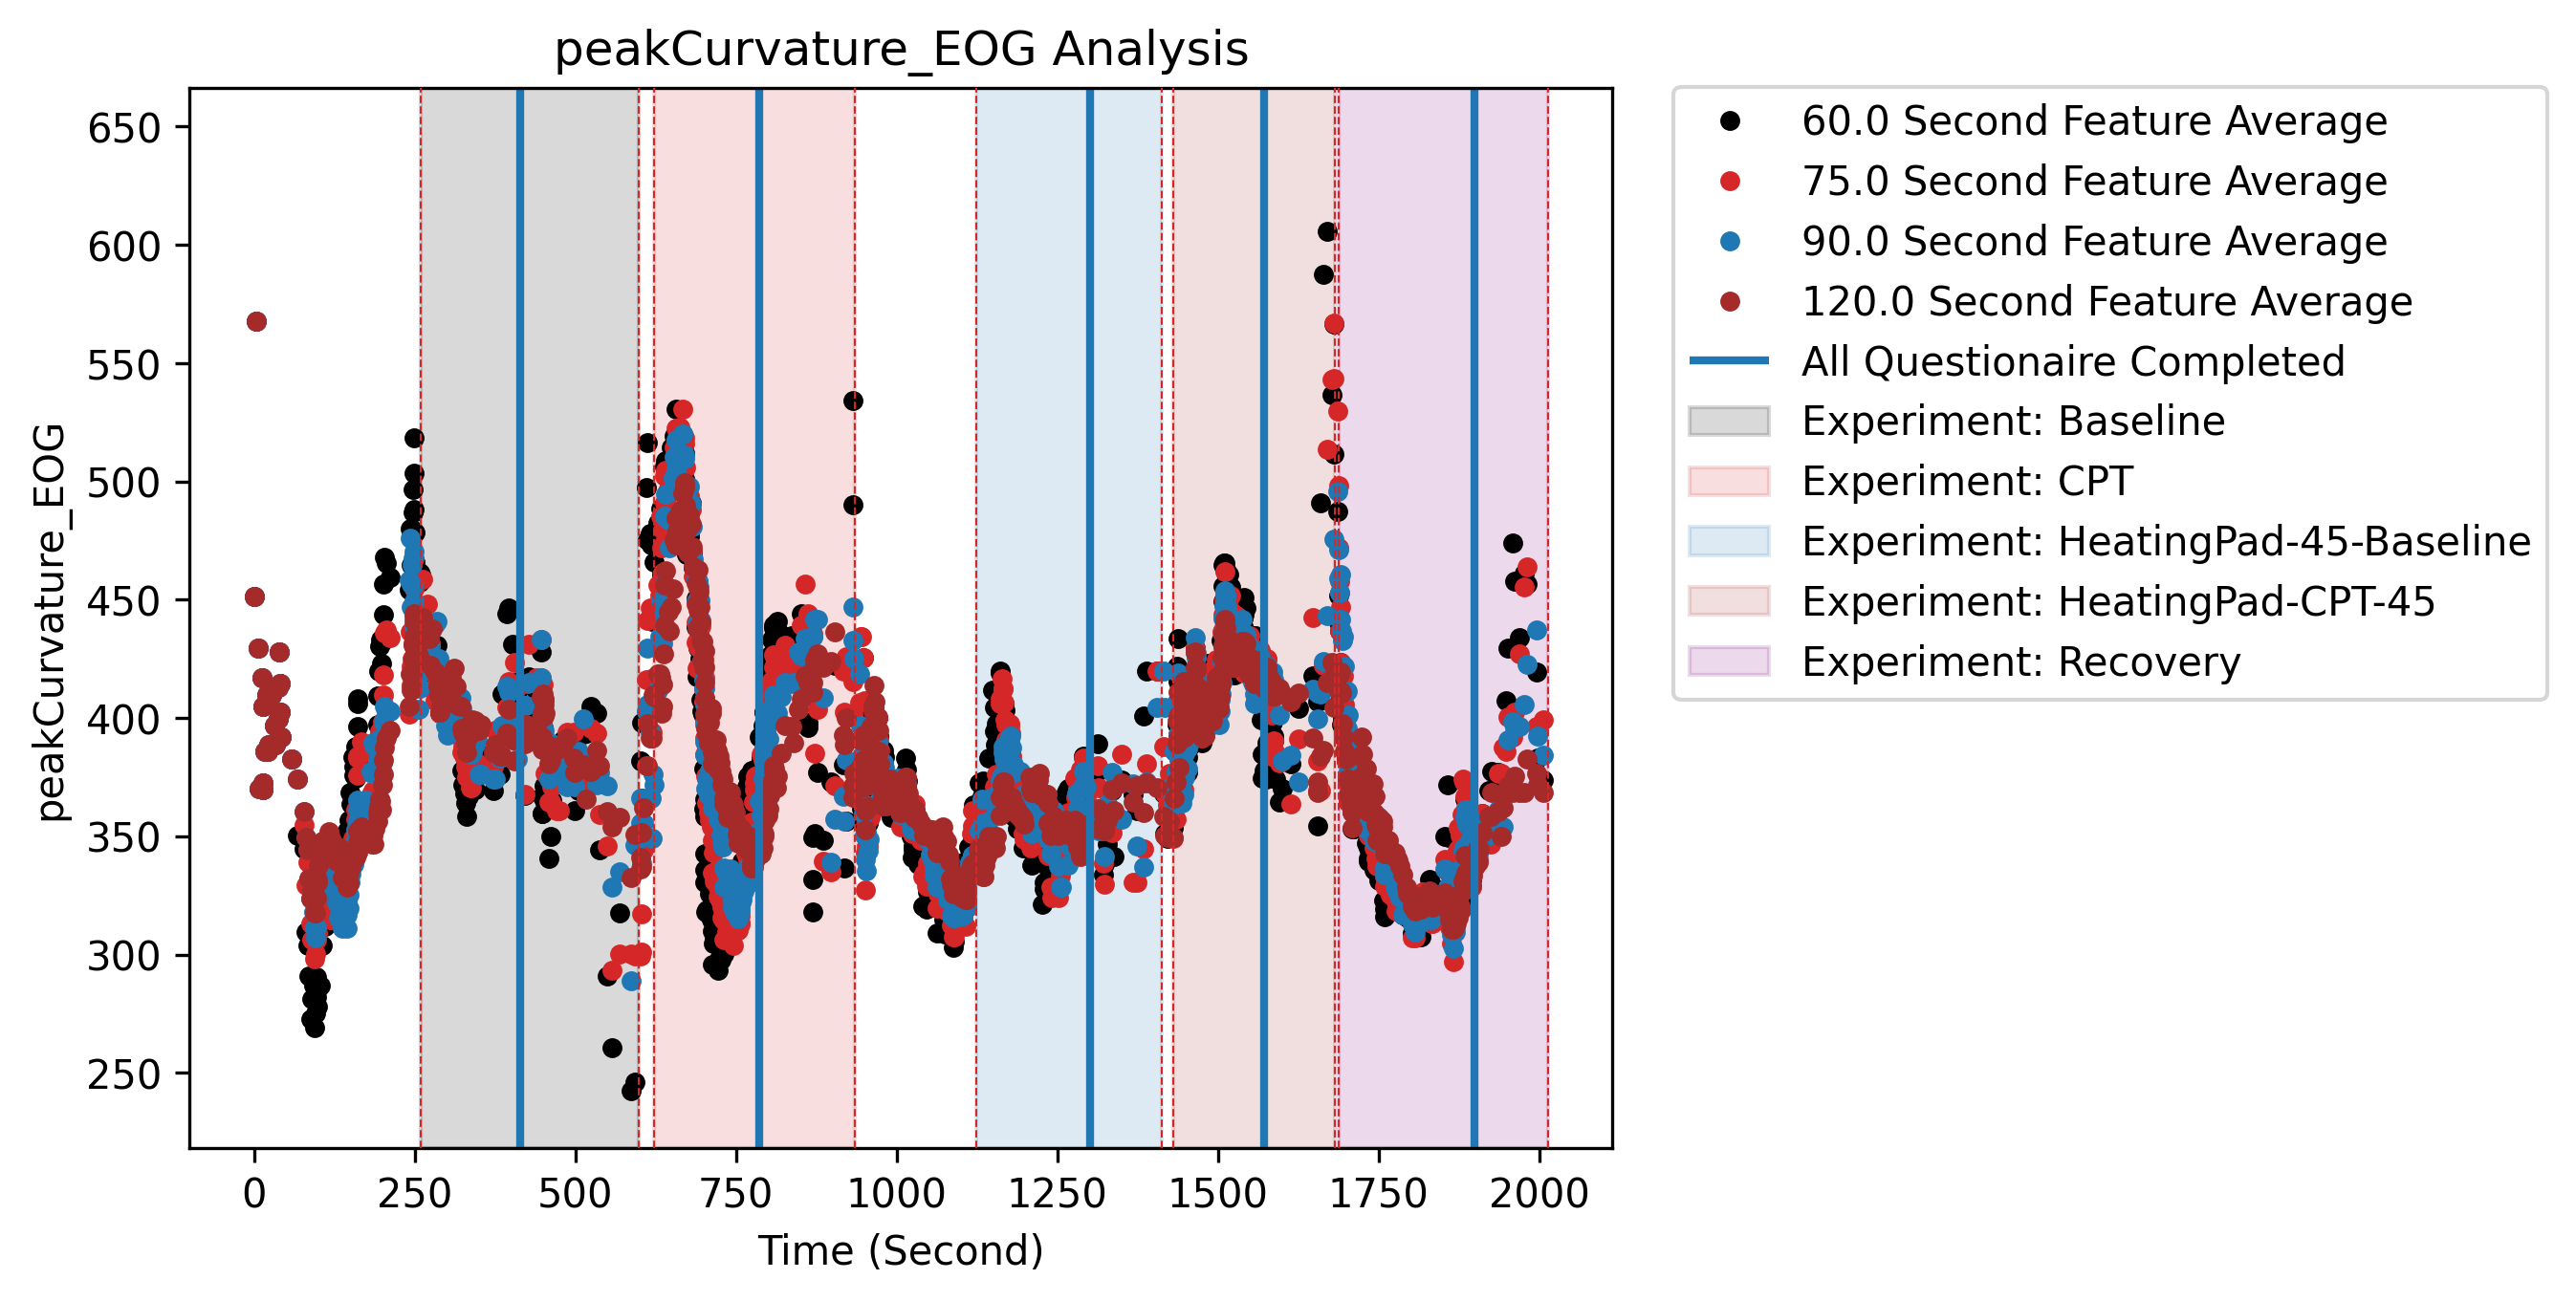 peakCurvature_EOG Analysis
650
600
550
500
450
400
350
300
250
peakCurvature_EOG
0 250 500 750 1000 1250 1500 1750 2000
Time (Second)
60.0 Second Feature Average
75.0 Second Feature Average
90.0 Second Feature Average
120.0 Second Feature Average
All Questionaire Completed
Experiment: Baseline
Experiment: CPT
Experiment: HeatingPad-45-Baseline
Experiment: HeatingPad-CPT-45
Experiment: Recovery